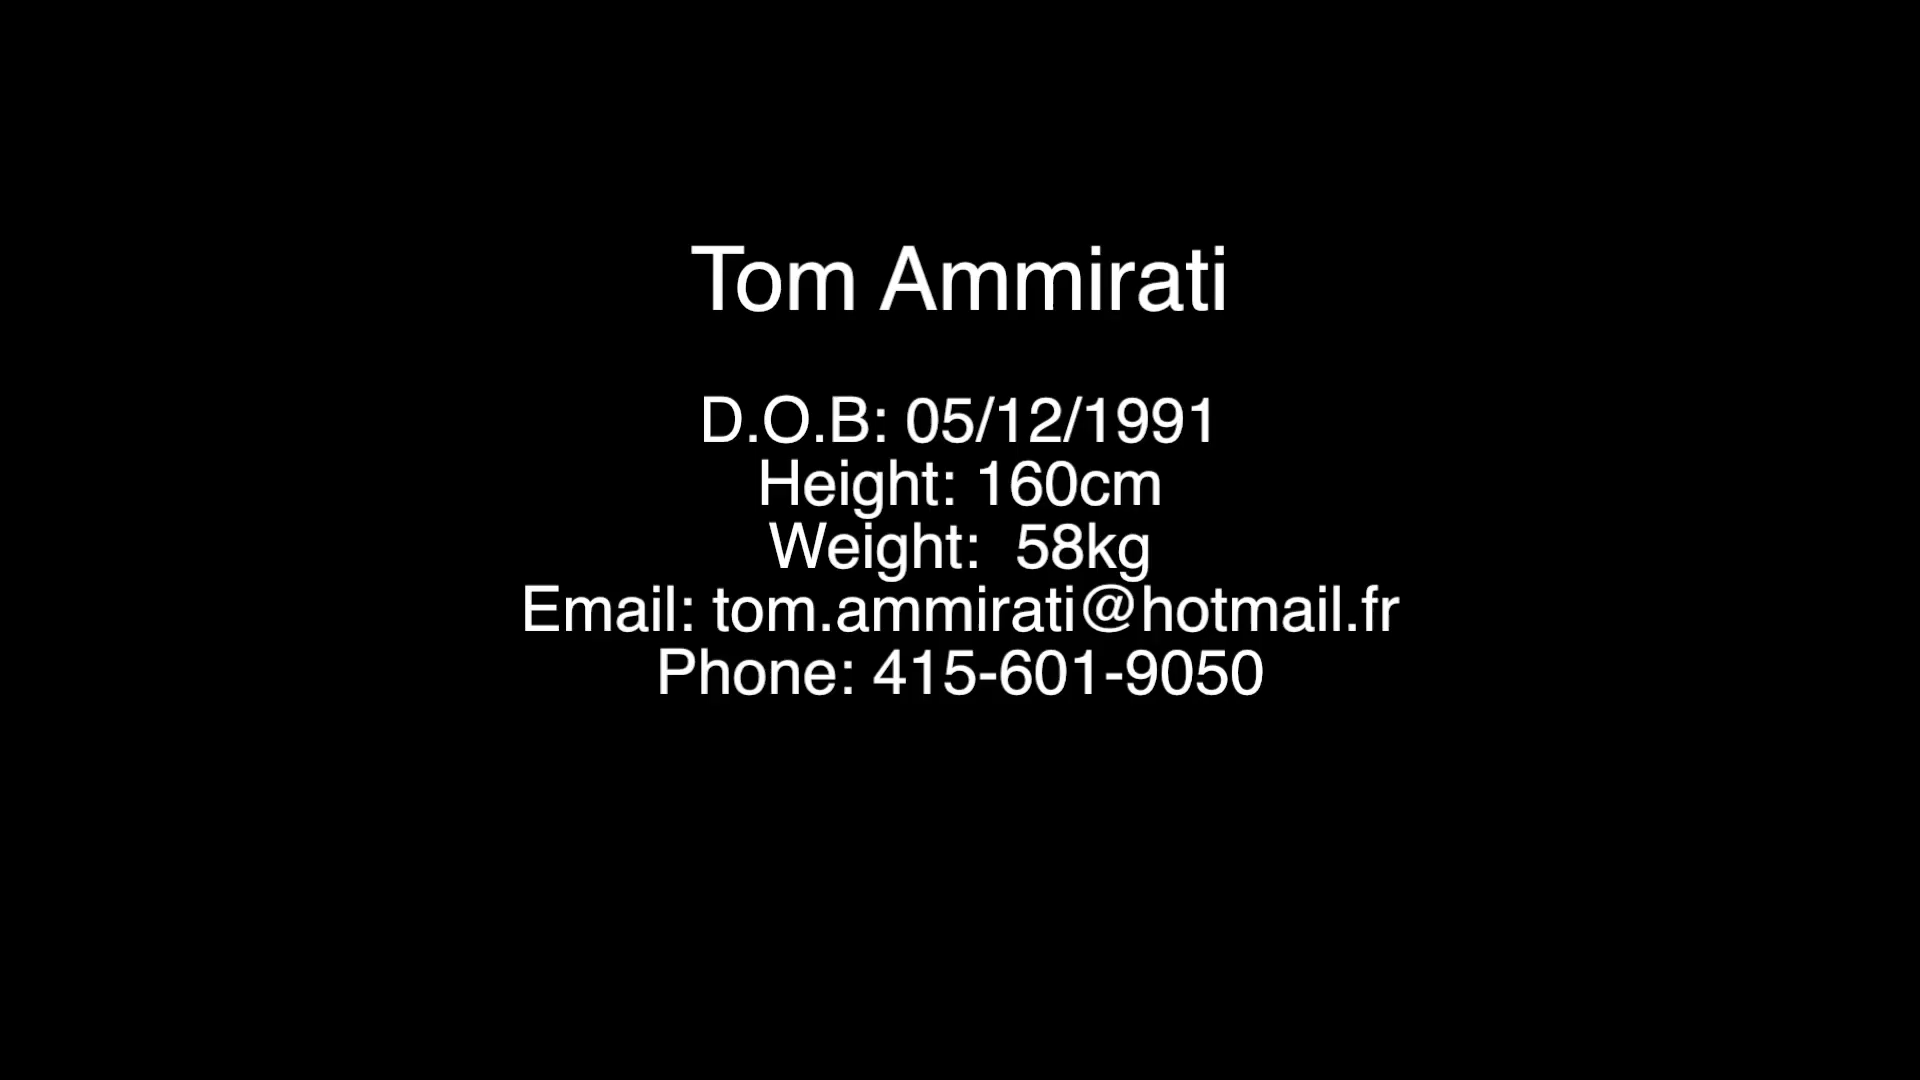 Tom Ammirati
D.O.B: 05/12/1991
Height: 160cm
Weight:  58kg
Email: tom.ammirati@hotmail.fr
Phone: 415-601-9050